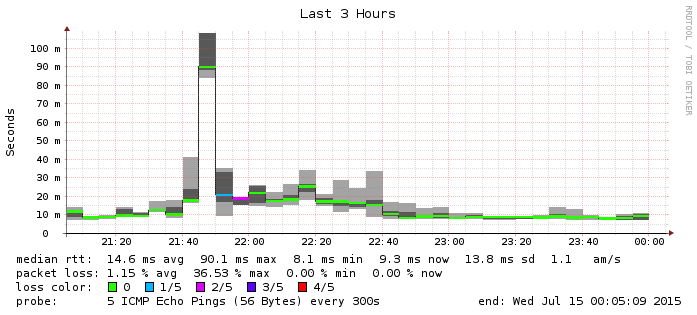 Last 3 Hours
RRDTOOL / TOBI OETIKER
Seconds
100 m
90 m
80 m
70 m
60 m
50 m
40 m
30 m
20 m
10 m
0
21:20 21:40 22:00 22:20 22:40 23:00 23:20 23:40 00:00
median rtt: 14.6 ms avg 90.1 ms max 8.1 ms min 9.3 ms now 13.8 ms sd 1.1 am/s
packet loss: 1.15 % avg 36.53 % max 0.00 % min 0.00 % now
loss color: 0 1/5 2/5 3/5 4/5
probe: 5 ICMP Echo Pings (56 Bytes) every 300s end: Wed Jul 15 00:05:09 2015